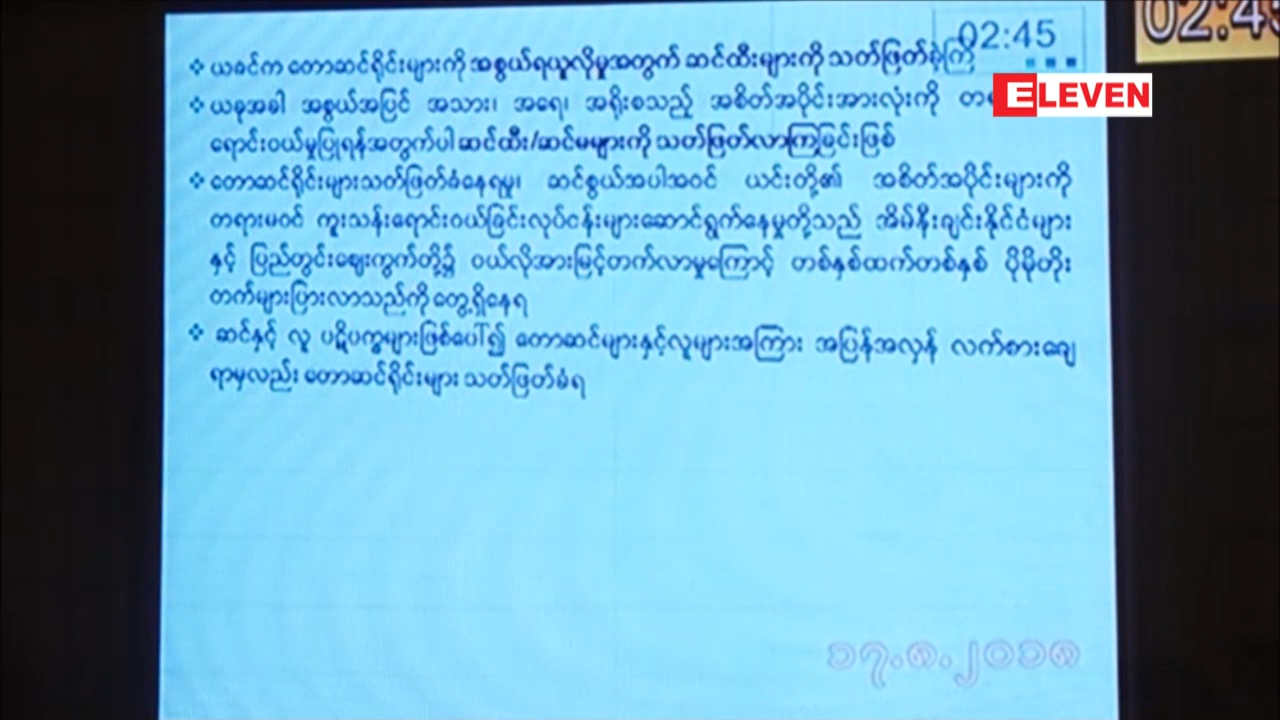 02:45
02:45
ELEVEN
❖ ယခင်က တောဆင်ရိုင်းများကို အစွယ်ရယူလိုမှုအတွက် ဆင်ထီးများကို သတ်ဖြတ်ခဲ့ကြ
❖ ယခုအခါ အစွယ်အပြင် အသား၊ အရေ၊ အရိုးစသည့် အစိတ်အပိုင်းအားလုံးကို
ရောင်းဝယ်မှုပြုရန်အတွက်ပါ ဆင်ထီး/ဆင်မများကို သတ်ဖြတ်လာကြခြင်းဖြစ်
❖ တောဆင်ရိုင်းများသတ်ဖြတ်ခံနေရမှု၊ ဆင်စွယ်အပါအဝင် ယင်းတို့၏ အစိတ်အပိုင်းများကို
တရားမဝင် ကူးသန်းရောင်းဝယ်ခြင်းလုပ်ငန်းများဆောင်ရွက်နေမှုတို့သည် အိမ်နီးချင်းနိုင်ငံများ
နှင့် ပြည်တွင်းဈေးကွက်တို့၌ ဝယ်လိုအားမြင့်တက်လာမှုကြောင့် တစ်နှစ်ထက်တစ်နှစ် ပိုမိုတိုး
တက်များပြားလာသည်ကို တွေ့ရှိနေရ
❖ ဆင်နှင့် လူ ပဋိပက္ခများဖြစ်ပေါ်၍ တောဆင်များနှင့်လူများအကြား အပြန်အလှန် လက်စားချေ
ရာမှလည်း တောဆင်ရိုင်းများ သတ်ဖြတ်ခံရ
၁၇.၈.၂၀၁၈